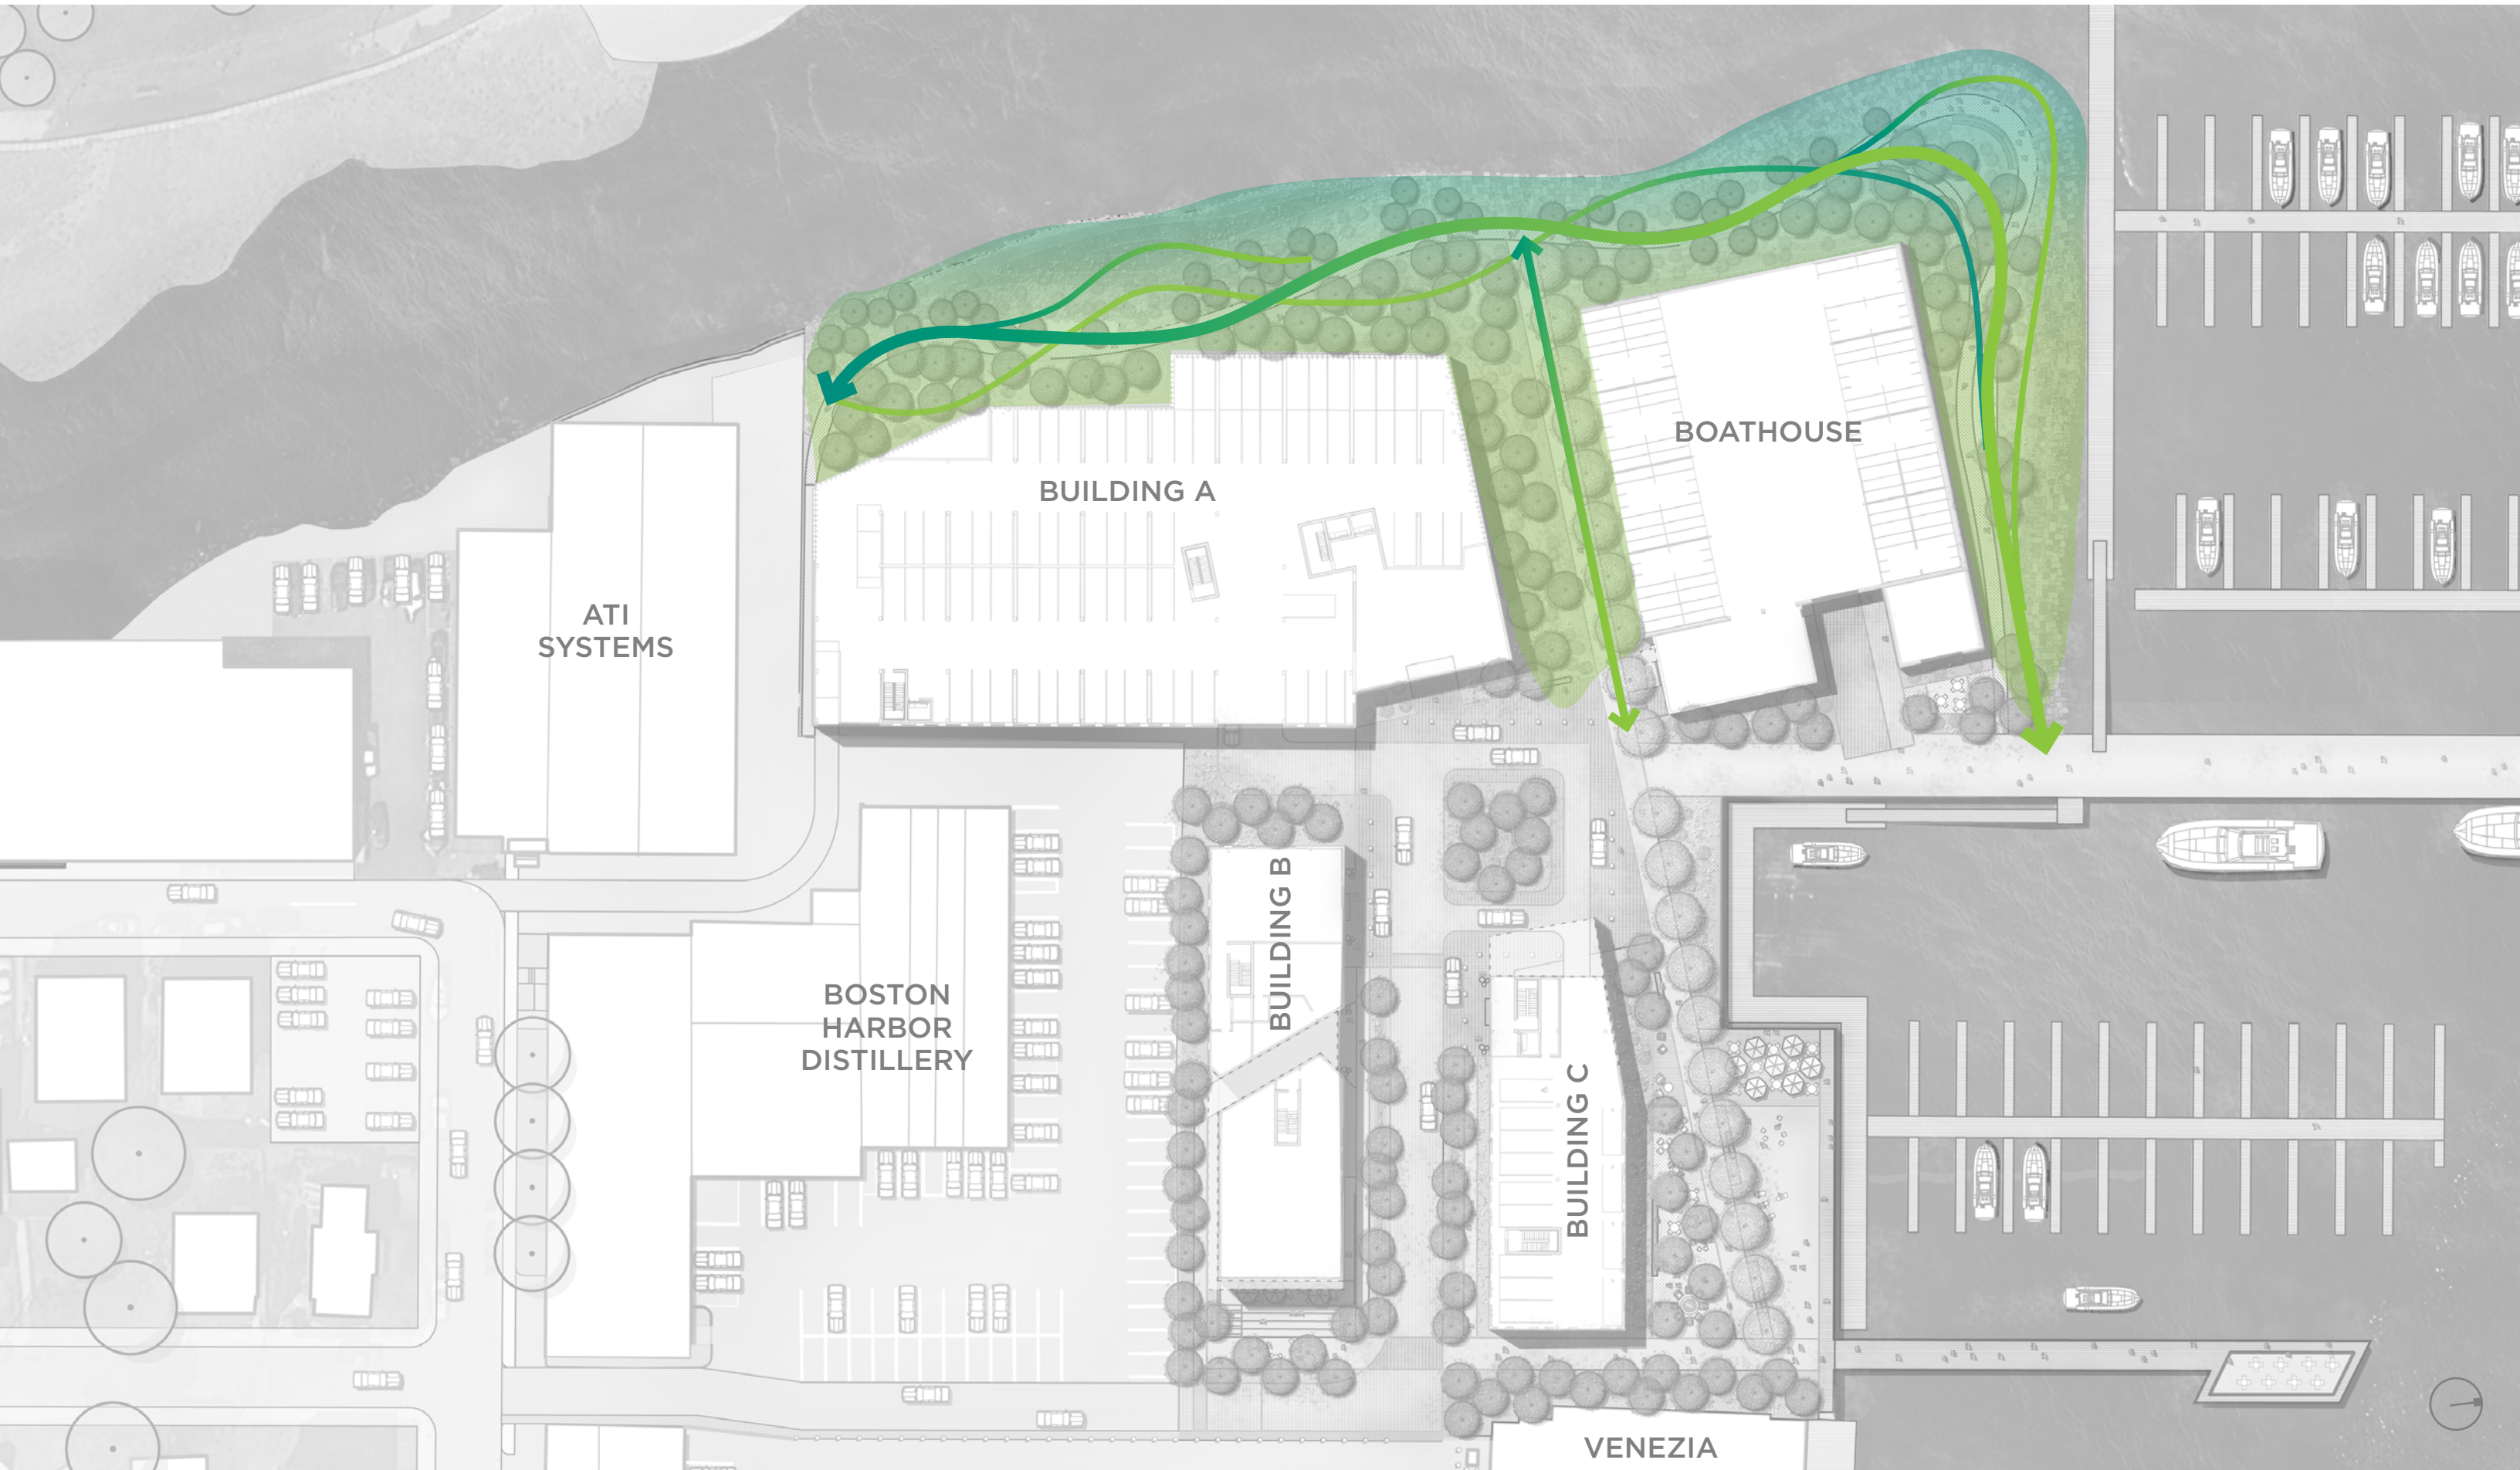 BOATHOUSE
BUILDING A
ATI
SYSTEMS
BUILDING B
BOSTON
HARBOR
DISTILLERY
BUILDING C
VENEZIA